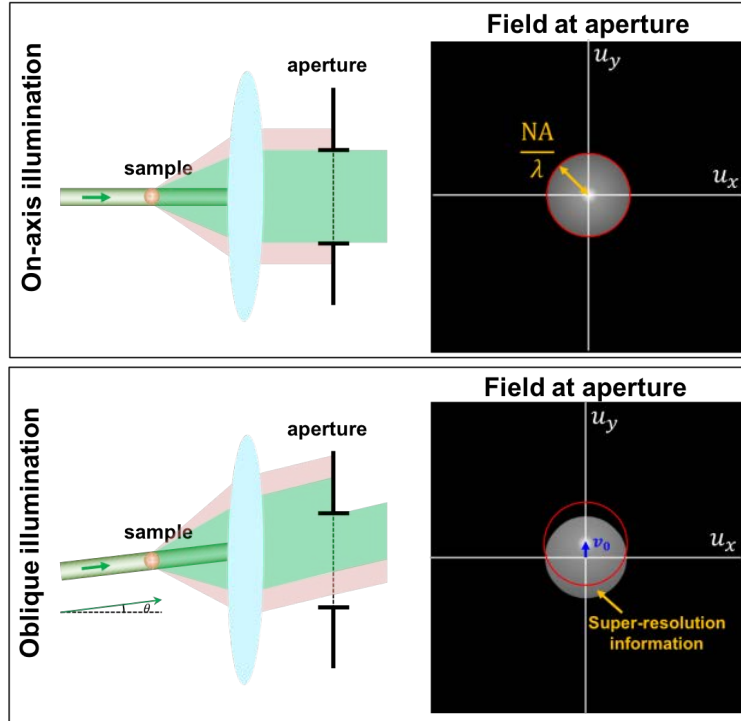 On-axis illumination
aperture
sample
Field at aperture
u_y
NA
λ
u_x
Oblique illumination
aperture
sample
θ
Field at aperture
u_y
v_0
u_x
Super-resolution
information